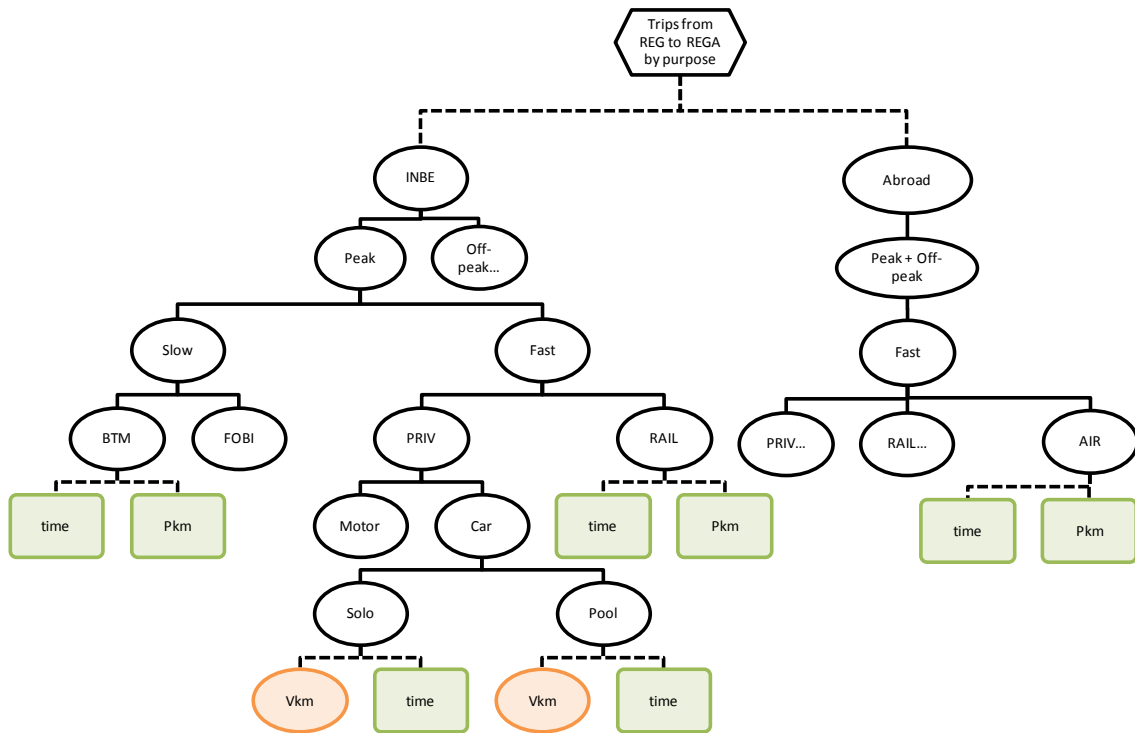 Trips from
REG to REGA
by purpose
INBE
Abroad
Peak
Off-
peak...
Peak + Off-
peak
Slow
Fast
Fast
BTM
FOBI
PRIV
RAIL
PRIV...
RAIL...
AIR
time
Pkm
Motor
Car
time
Pkm
time
Pkm
Solo
Pool
Vkm
time
Vkm
time